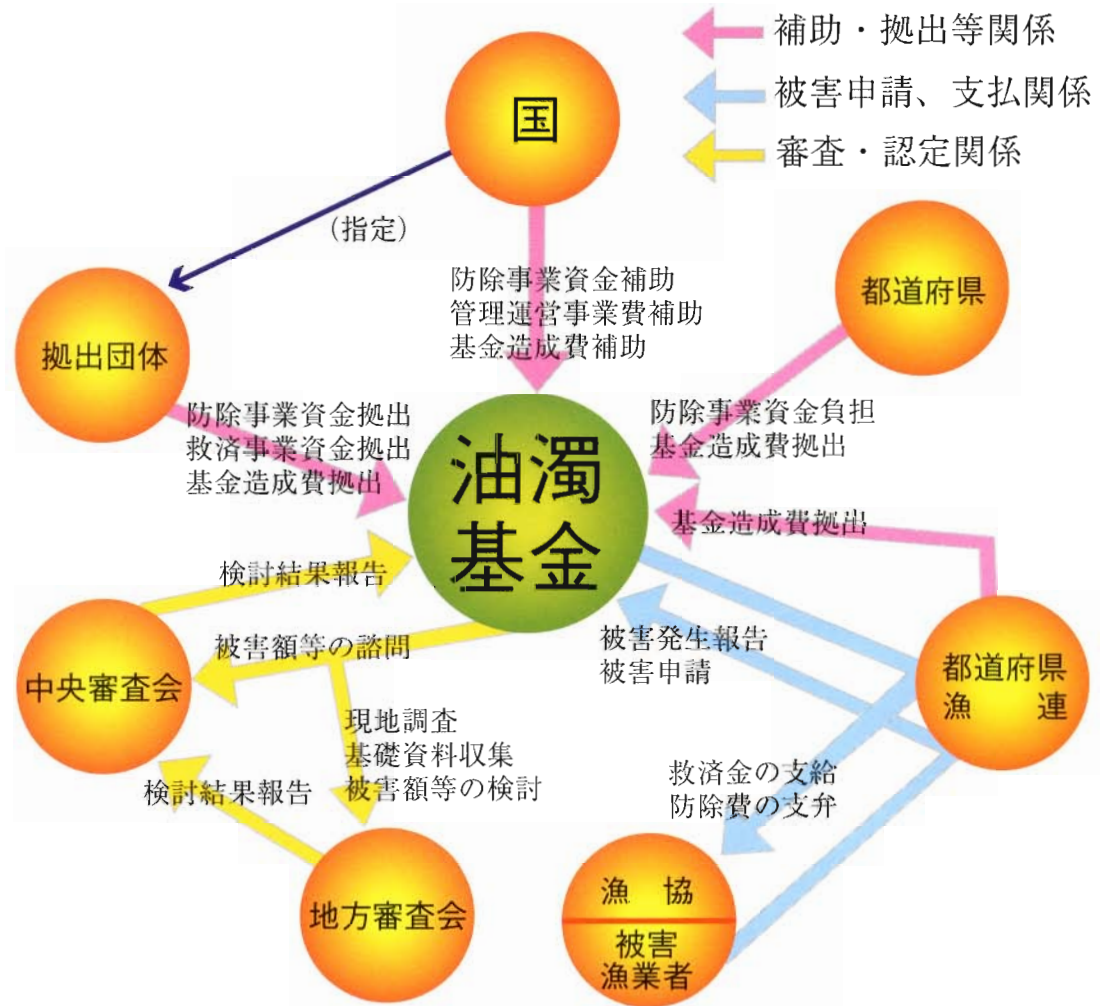 補助・拠出等関係
被害申請、支払関係
審査・認定関係
国
(指定)
防除事業資金補助
管理運営事業費補助
基金造成費補助
都道府県
拠出団体
防除事業資金拠出
救済事業資金拠出
基金造成費拠出
防除事業資金負担
基金造成費拠出
油濁
基金
基金造成費拠出
検討結果報告
被害額等の諮問
中央審査会
被害発生報告
被害申請
都道府県
漁　連
現地調査
基礎資料収集
被害額等の検討
検討結果報告
救済金の支給
防除費の支弁
地方審査会
漁　協
被害
漁業者